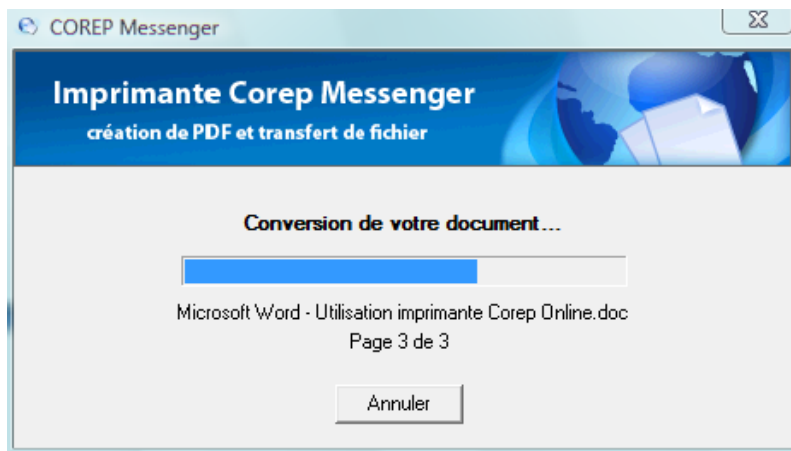 COREP Messenger
Imprimante Corep Messenger
création de PDF et transfert de fichier
Conversion de votre document...
Microsoft Word - Utilisation imprimante Corep Online.doc
Page 3 de 3
Annuler